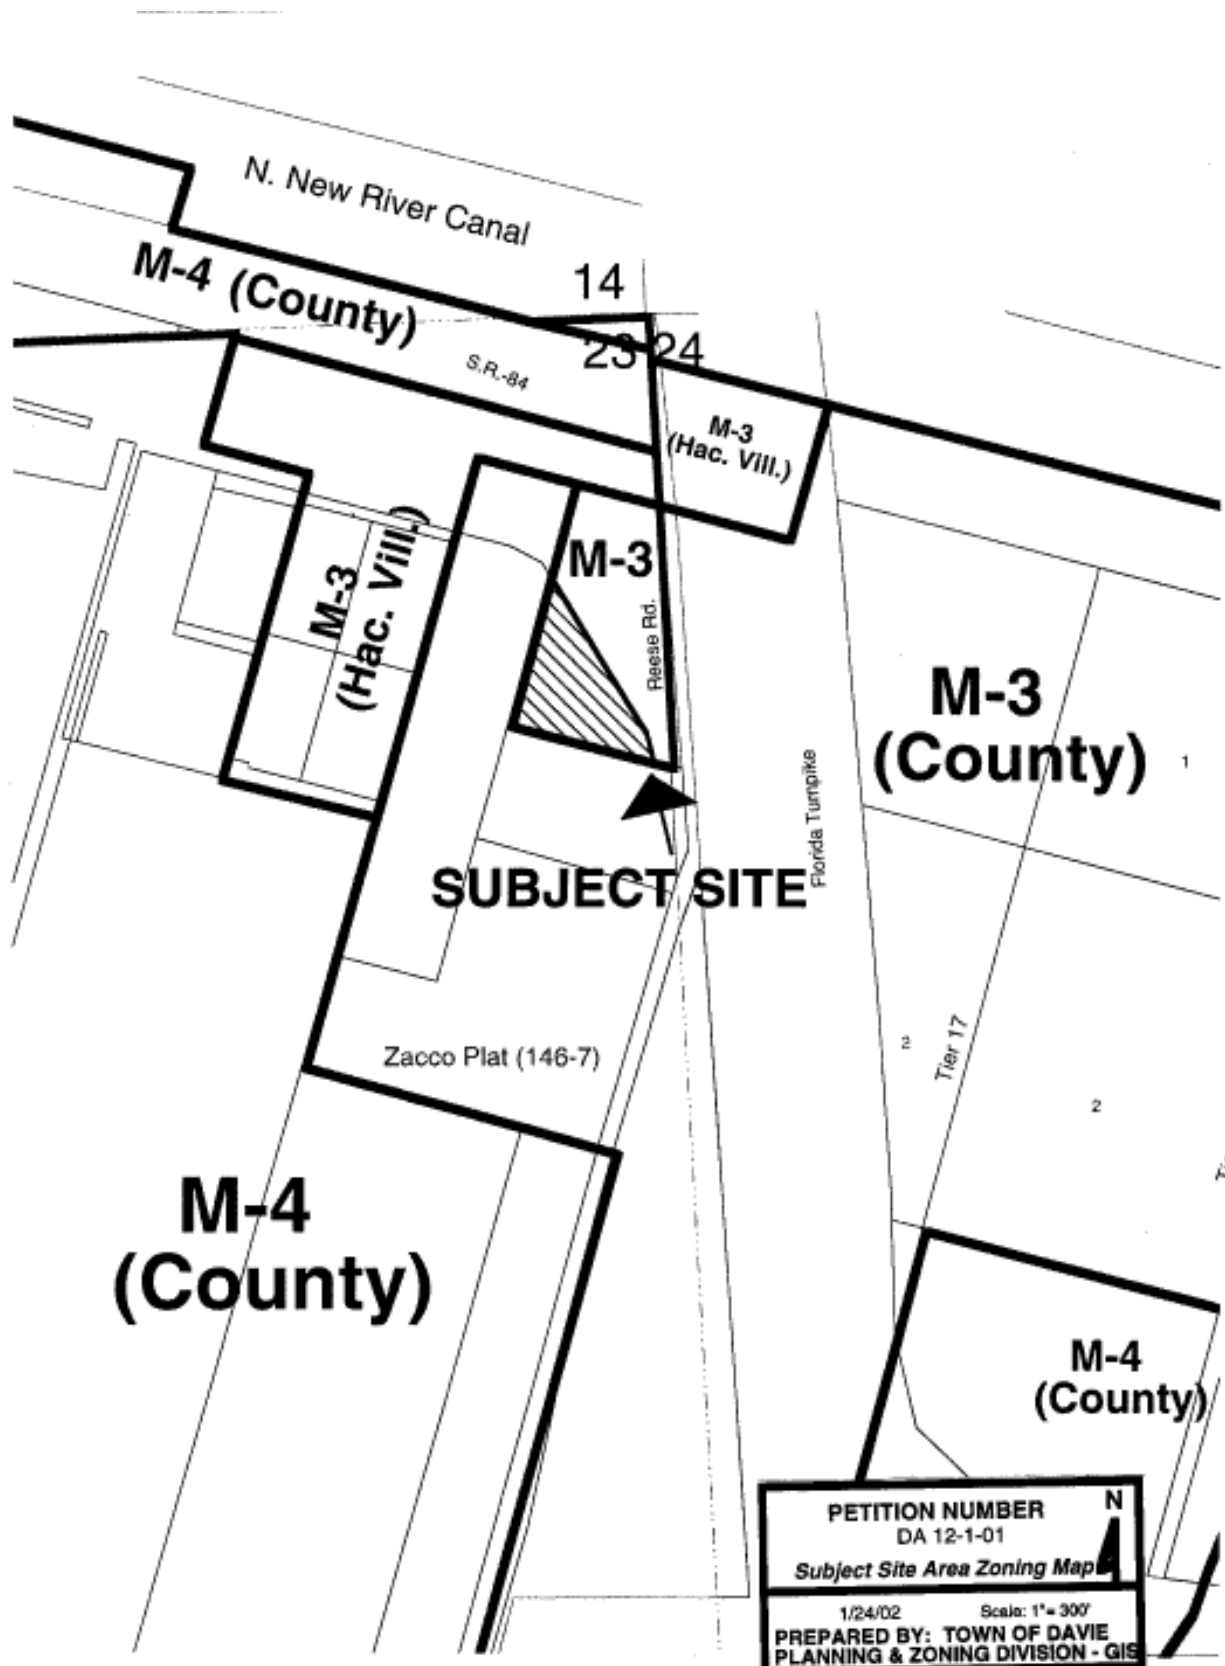 N. New River Canal
M-4 (County)
14
23 24
S.R.-84
M-3
(Hac. Vill.)
M-3
M-3
(Hac. Vill.)
Reese Rd.
M-3
(County)
1
Florida Turnpike
SUBJECT SITE
2
Tier 17
Zacco Plat (146-7)
2
M-4
(County)
M-4
(County)
PETITION NUMBER
DA 12-1-01
N
Subject Site Area Zoning Map
1/24/02 Scale: 1"= 300'
PREPARED BY: TOWN OF DAVIE
PLANNING & ZONING DIVISION - GIS